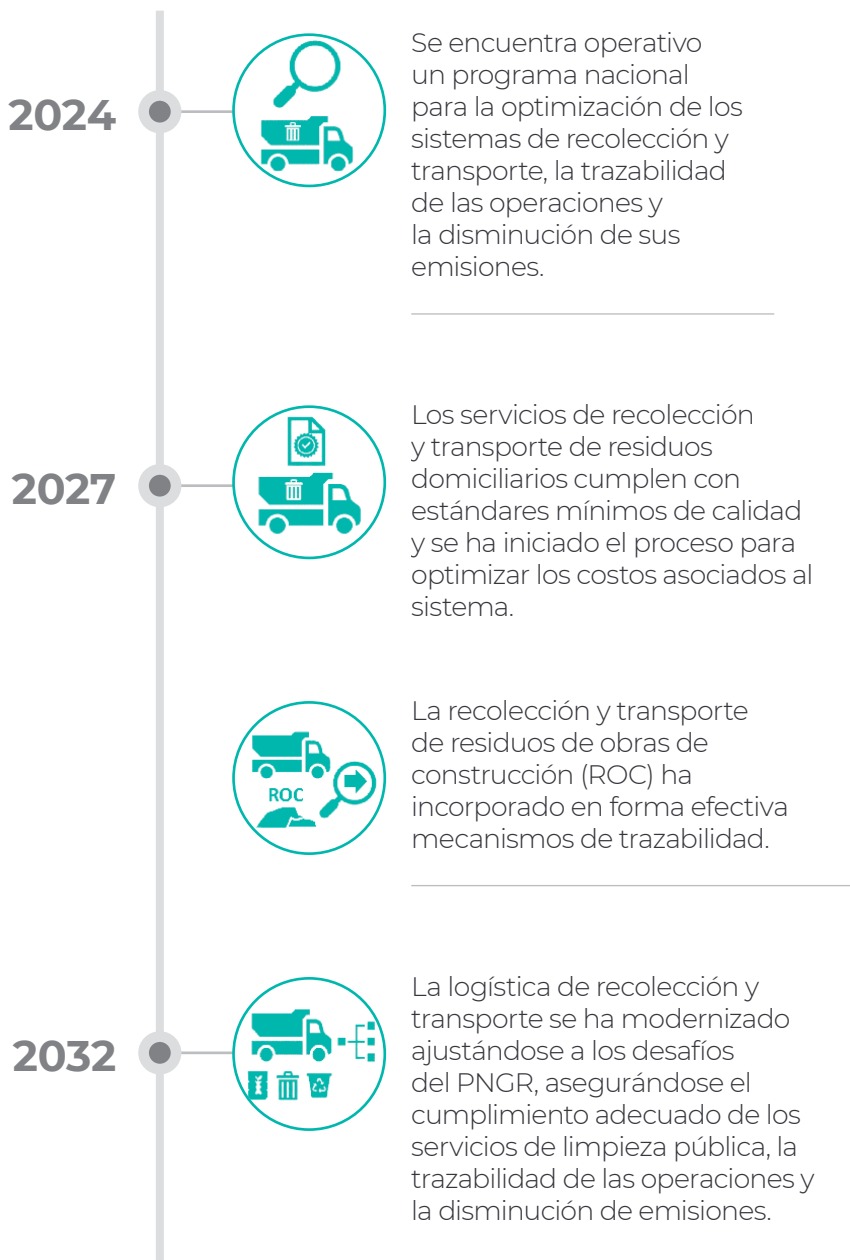 2024
Se encuentra operativo
un programa nacional
para la optimización de los
sistemas de recolección y
transporte, la trazabilidad
de las operaciones y
la disminución de sus
emisiones.
2027
Los servicios de recolección
y transporte de residuos
domiciliarios cumplen con
estándares mínimos de calidad
y se ha iniciado el proceso para
optimizar los costos asociados al
sistema.
ROC
La recolección y transporte
de residuos de obras de
construcción (ROC) ha
incorporado en forma efectiva
mecanismos de trazabilidad.
2032
La logística de recolección y
transporte se ha modernizado
ajustándose a los desafíos
del PNGR, asegurándose el
cumplimiento adecuado de los
servicios de limpieza pública, la
trazabilidad de las operaciones y
la disminución de emisiones.